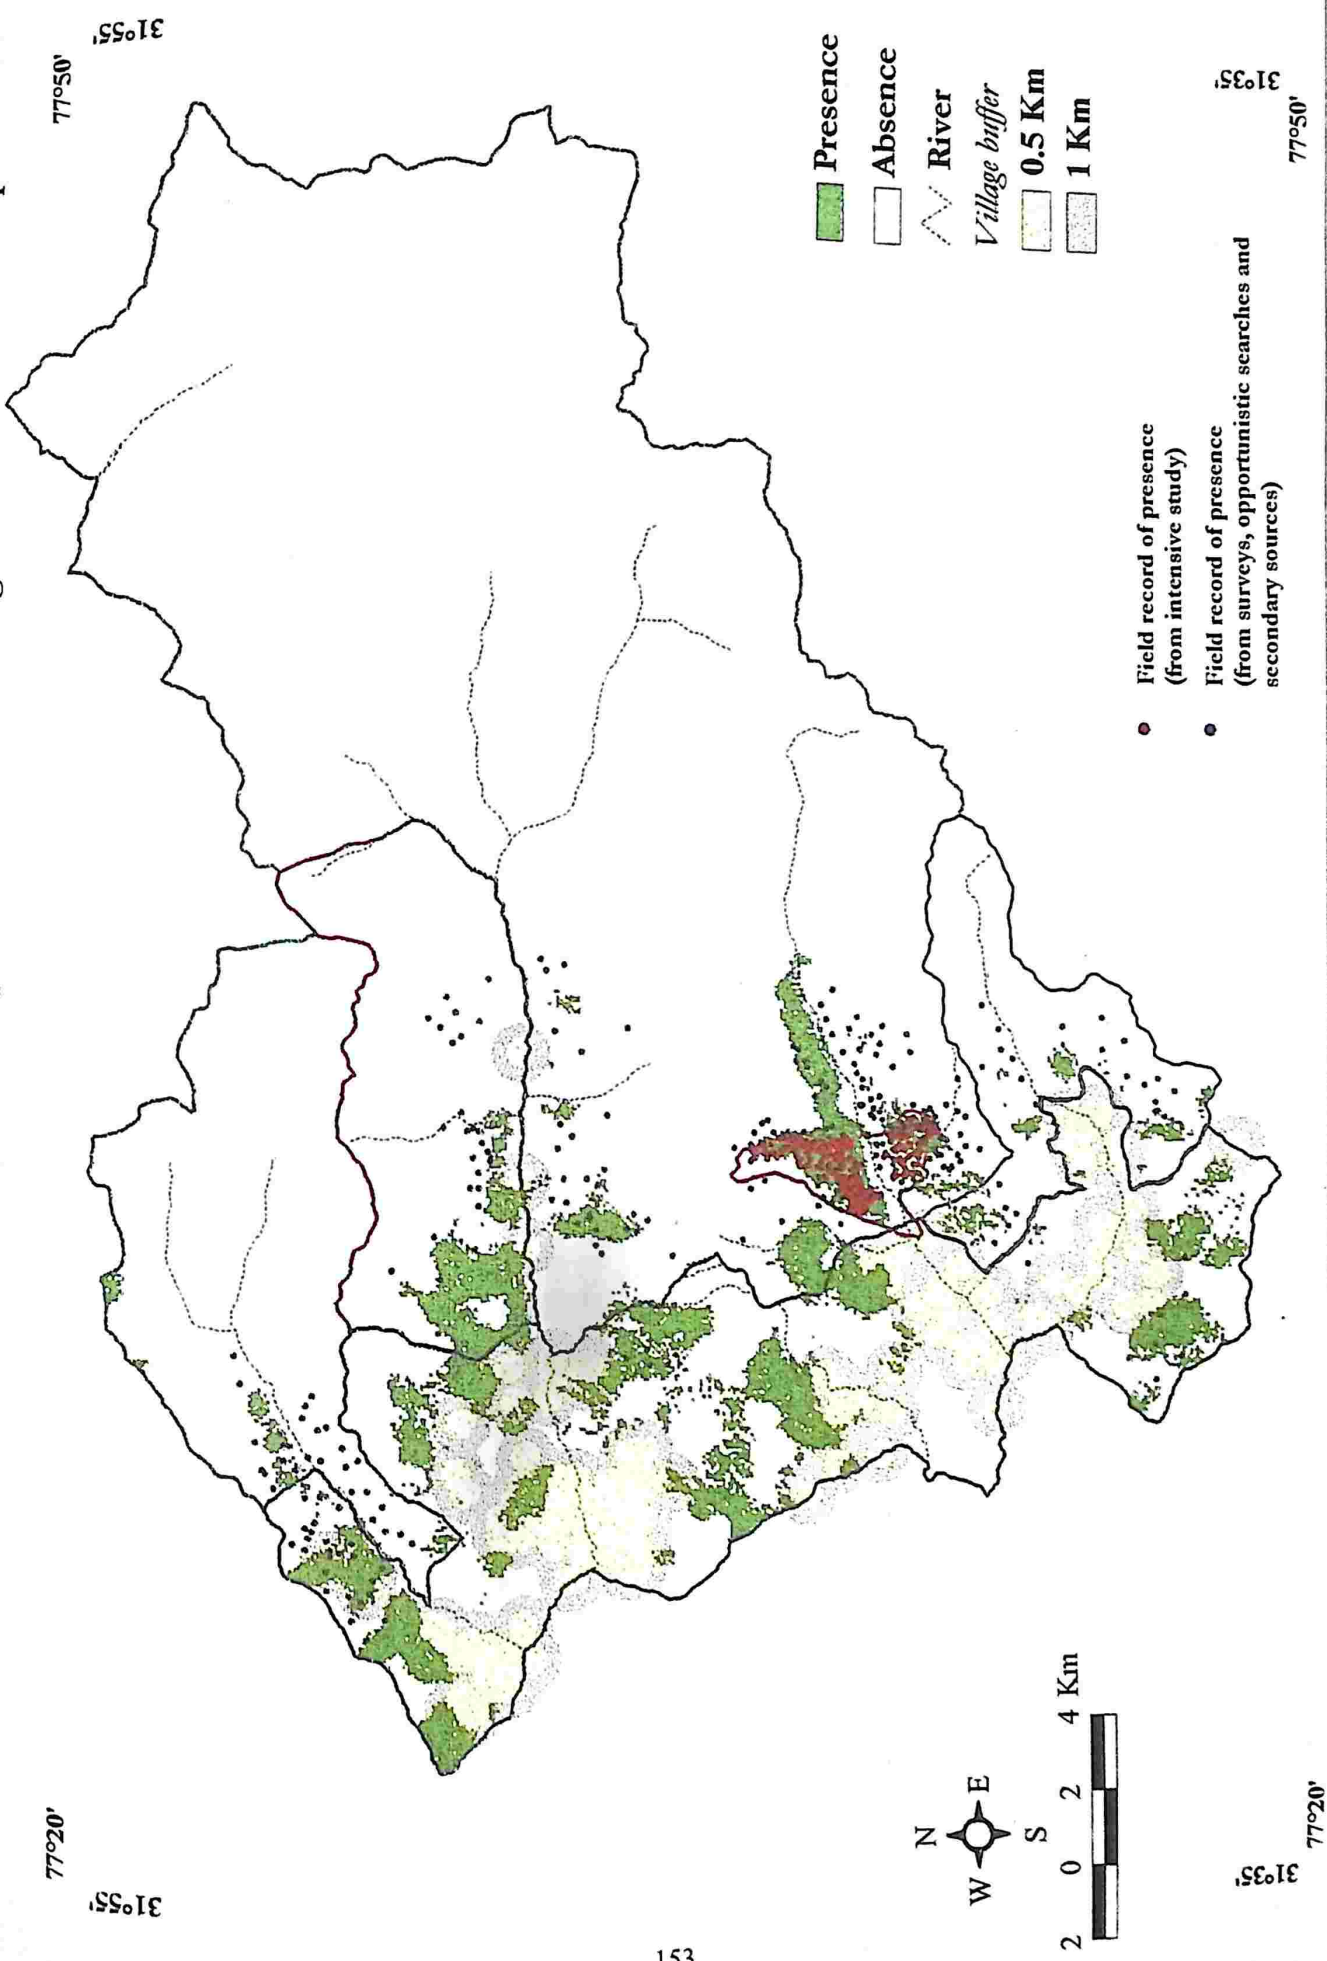 77°20'
77°50'
31°55'
31°55'
Presence
Absence
River
Village buffer
0.5 Km
1 Km
Field record of presence
(from intensive study)
Field record of presence
(from surveys, opportunistic searches and
secondary sources)
N
W
E
S
2 0 2 4 Km
31°35'
31°35'
77°20'
77°50'
153